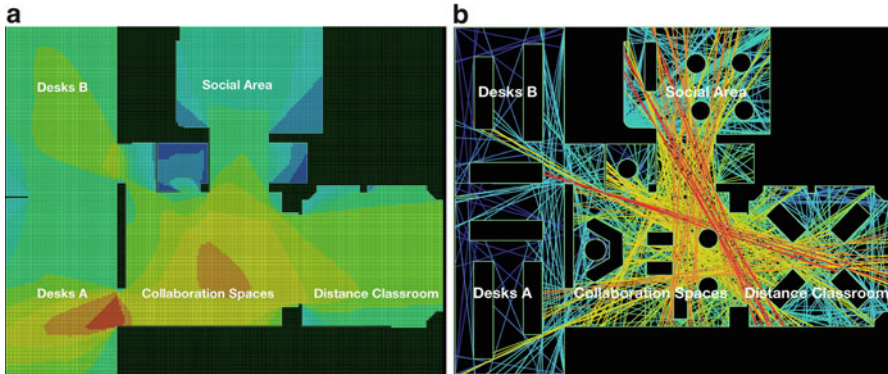 a
Desks B
Social Area
Desks A
Collaboration Spaces
Distance Classroom
b
Desks B
Social Area
Desks A
Collaboration Spaces
Distance Classroom